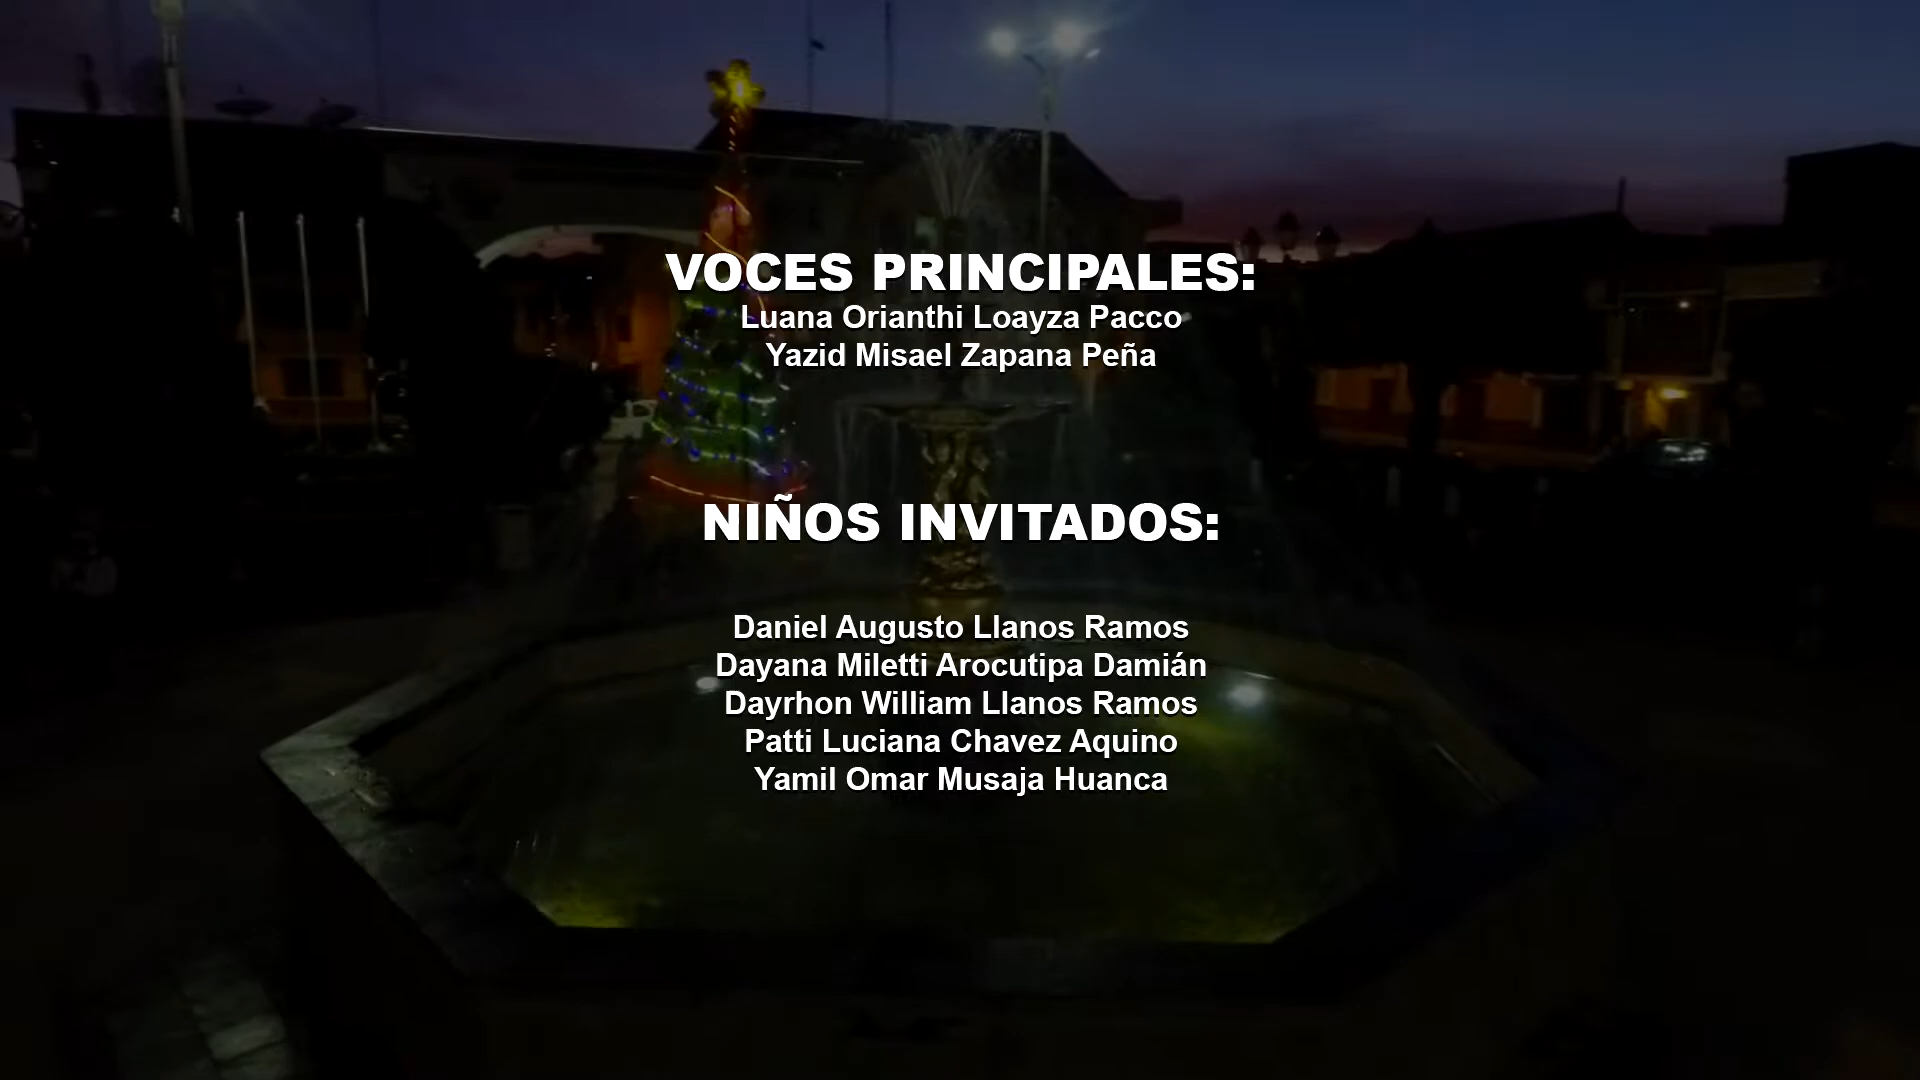 VOCES PRINCIPALES:
Luana Orianthi Loayza Pacco
Yazid Misael Zapana Peña
NIÑOS INVITADOS:
Daniel Augusto Llanos Ramos
Dayana Miletti Arocutipa Damián
Dayrhon William Llanos Ramos
Patti Luciana Chavez Aquino
Yamil Omar Musaja Huanca